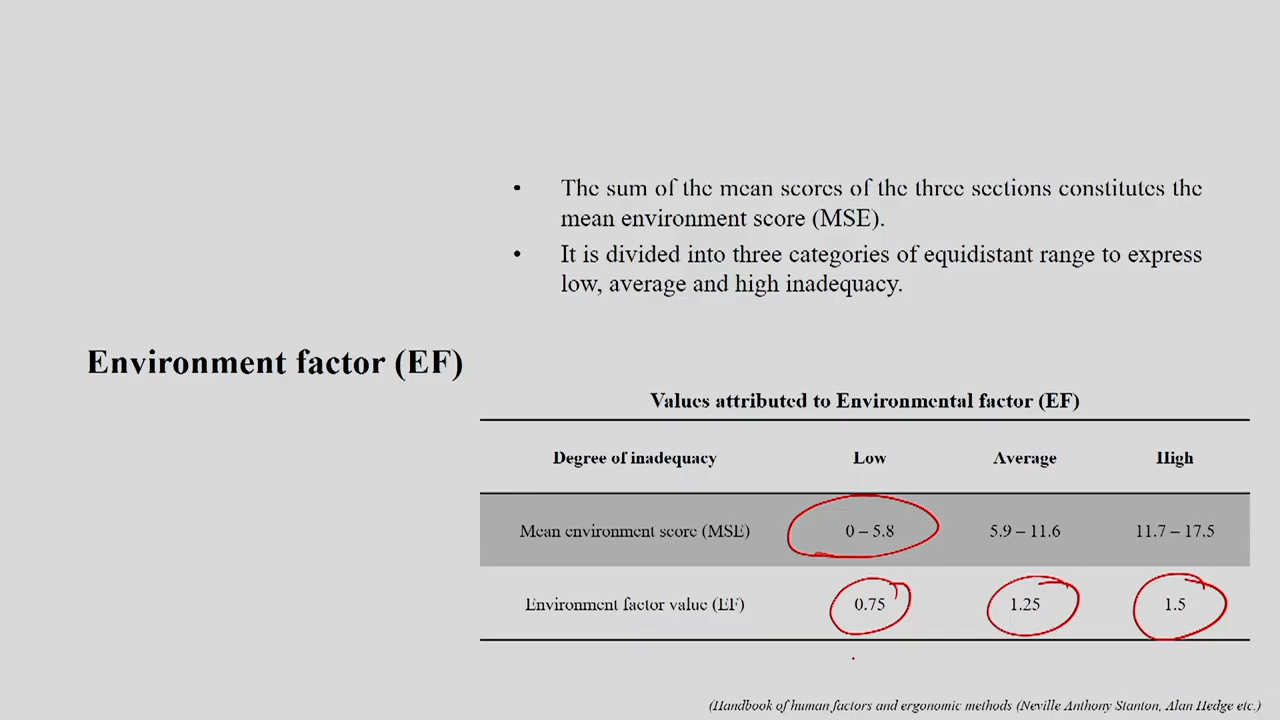 • The sum of the mean scores of the three sections constitutes the
mean environment score (MSE).
• It is divided into three categories of equidistant range to express
low, average and high inadequacy.
Environment factor (EF)
Values attributed to Environmental factor (EF)
Degree of inadequacy Low Average High
Mean environment score (MSE) 0 – 5.8 5.9 – 11.6 11.7 – 17.5
Environment factor value (EF) 0.75 1.25 1.5
(Handbook of human factors and ergonomic methods (Neville Anthony Stanton, Alan Hedge etc.)